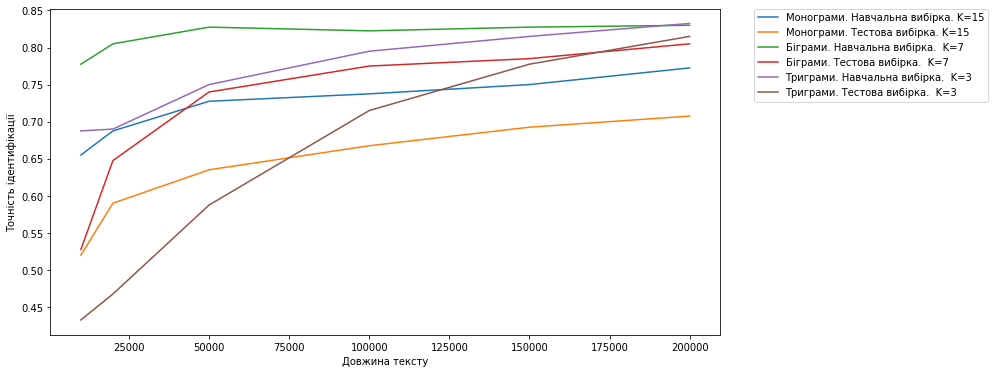 0.85
0.80
0.75
0.70
0.65
0.60
0.55
0.50
0.45
Точність ідентифікації
25000 50000 75000 100000 125000 150000 175000 200000
Довжина тексту
Монограми. Навчальна вибірка. K=15
Монограми. Тестова вибірка. K=15
Біграми. Навчальна вибірка.  K=7
Біграми. Тестова вибірка.  K=7
Триграми. Навчальна вибірка.  K=3
Триграми. Тестова вибірка.  K=3